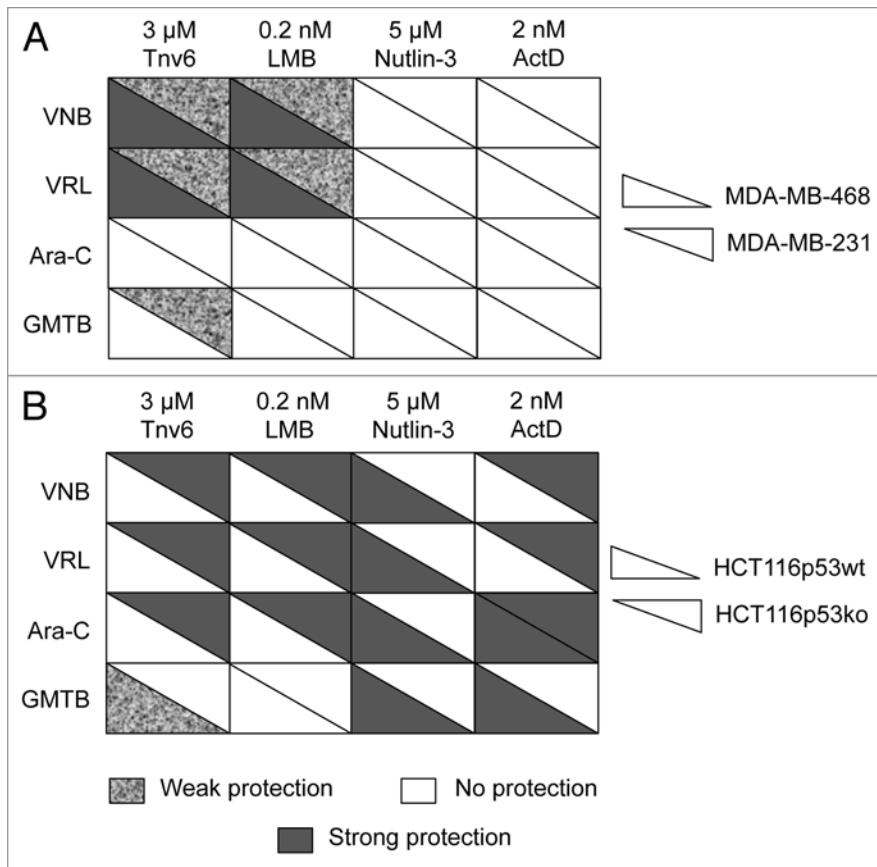 A
3 µM 0.2 nM 5 µM 2 nM
Tnv6 LMB Nutlin-3 ActD
VNB
VRL
Ara-C
GMTB
MDA-MB-468
MDA-MB-231
B
3 µM 0.2 nM 5 µM 2 nM
Tnv6 LMB Nutlin-3 ActD
VNB
VRL
Ara-C
GMTB
HCT116p53wt
HCT116p53ko
Weak protection No protection
Strong protection